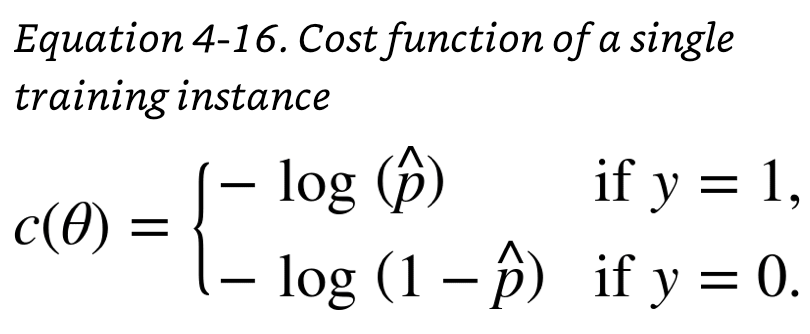 Equation 4-16. Cost function of a single
training instance
c(θ) = { − log (p̂) if y = 1,
− log (1 − p̂) if y = 0.